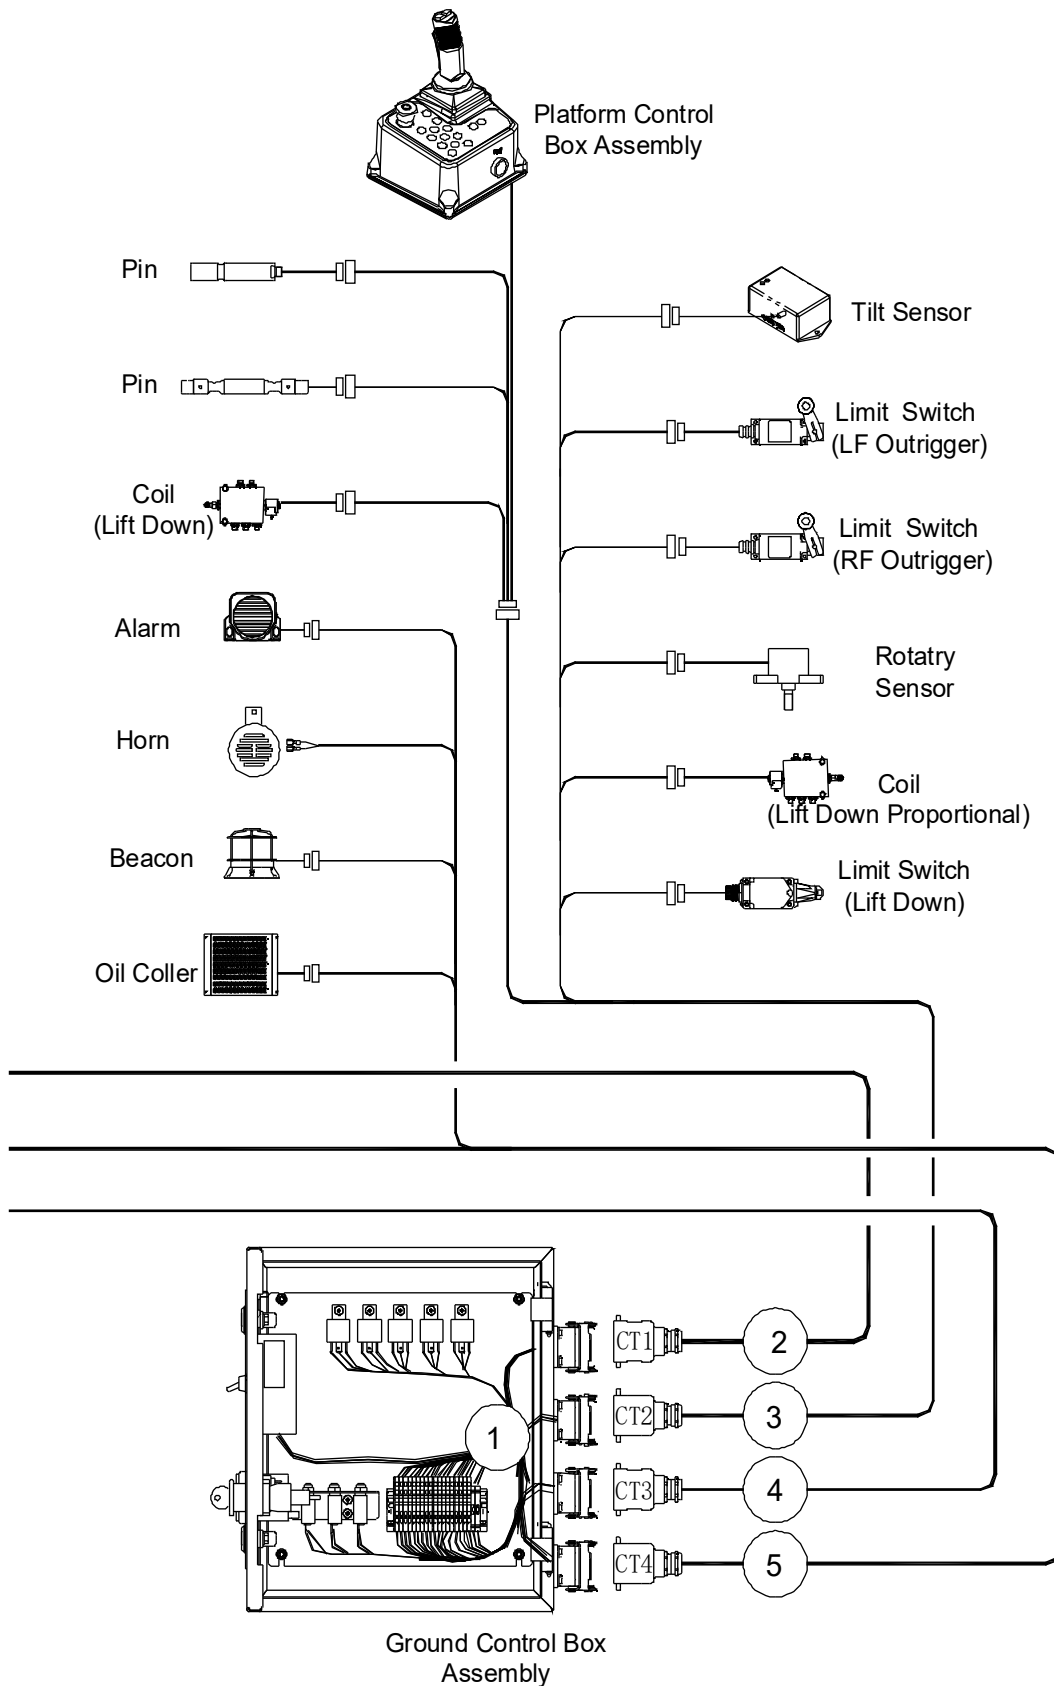 Platform Control
Box Assembly
Pin
Tilt Sensor
Pin
Limit Switch
(LF Outrigger)
Coil
(Lift Down)
Limit Switch
(RF Outrigger)
Alarm
Rotatry
Sensor
Horn
Coil
(Lift Down Proportional)
Beacon
Limit Switch
(Lift Down)
Oil Coller
CT1
2
CT2
3
1
CT3
4
CT4
5
Ground Control Box
Assembly